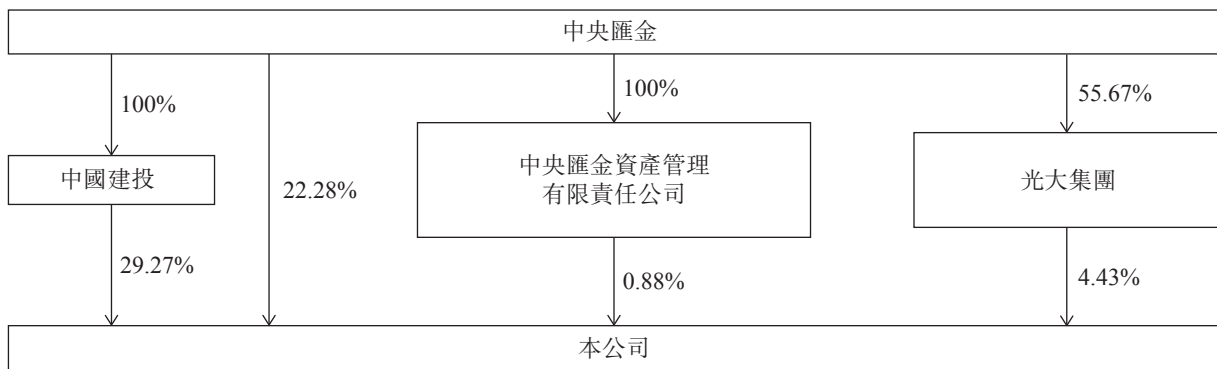 中央匯金
100%
100%
55.67%
中國建投
22.28%
中央匯金資產管理
有限責任公司
光大集團
29.27%
0.88%
4.43%
本公司